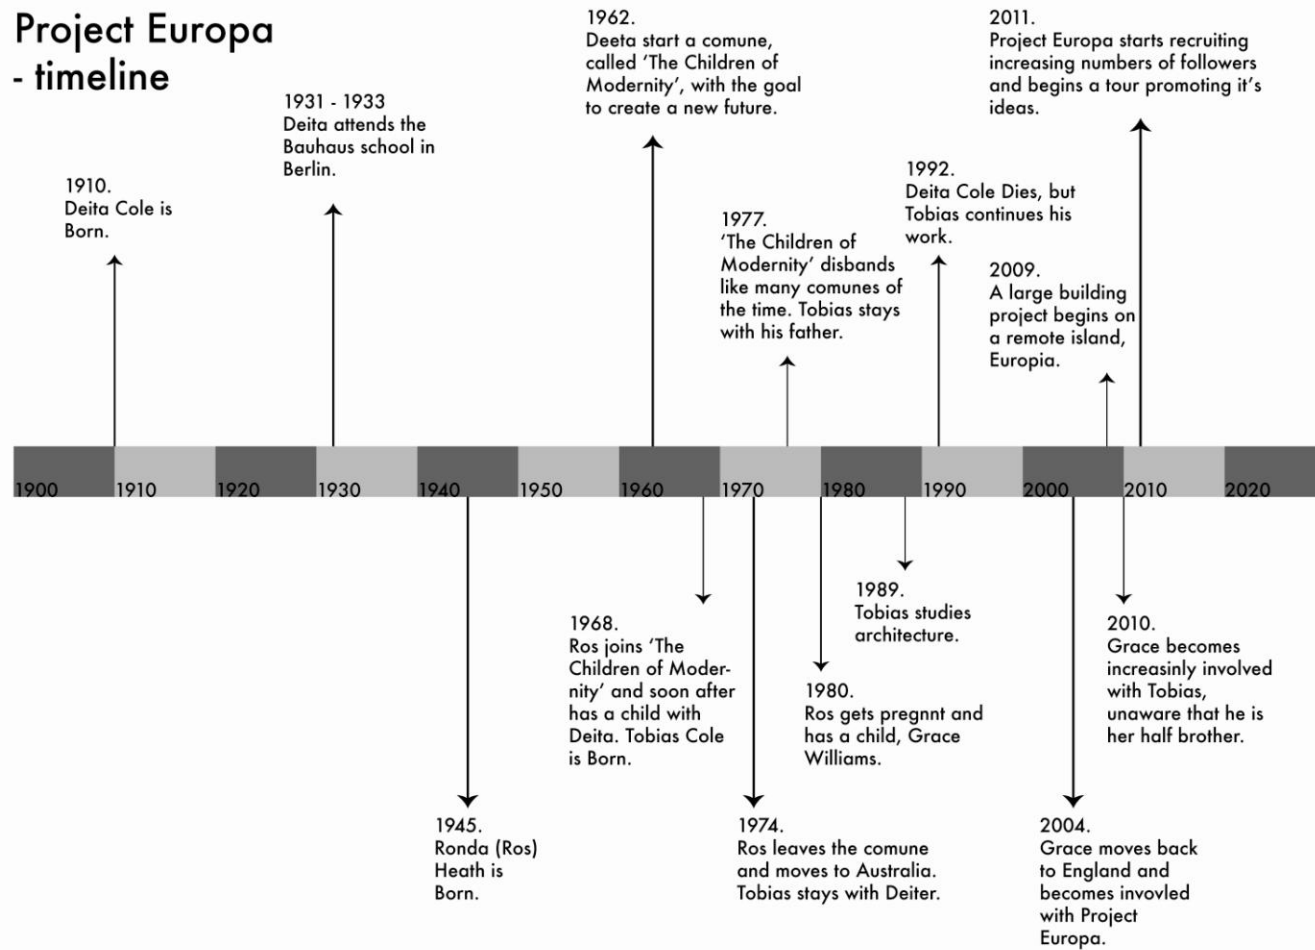 Project Europa
- timeline
1910.
Deita Cole is
Born.
1931 - 1933
Deita attends the
Bauhaus school in
Berlin.
1962.
Deeta start a comune,
called ‘The Children of
Modernity’, with the goal
to create a new future.
1977.
‘The Children of
Modernity’ disbands
like many comunes of
the time. Tobias stays
with his father.
1992.
Deita Cole Dies, but
Tobias continues his
work.
2009.
A large building
project begins on
a remote island,
Europia.
2011.
Project Europa starts recruiting
increasing numbers of followers
and begins a tour promoting it’s
ideas.
1900 1910 1920 1930 1940 1950 1960 1970 1980 1990 2000 2010 2020
1945.
Ronda (Ros)
Heath is
Born.
1968.
Ros joins ‘The
Children of Moder-
nity’ and soon after
has a child with
Deita. Tobias Cole
is Born.
1974.
Ros leaves the comune
and moves to Australia.
Tobias stays with Deiter.
1980.
Ros gets pregnnt and
has a child, Grace
Williams.
1989.
Tobias studies
architecture.
2004.
Grace moves back
to England and
becomes invovled
with Project
Europa.
2010.
Grace becomes
increasinly involved
with Tobias,
unaware that he is
her half brother.